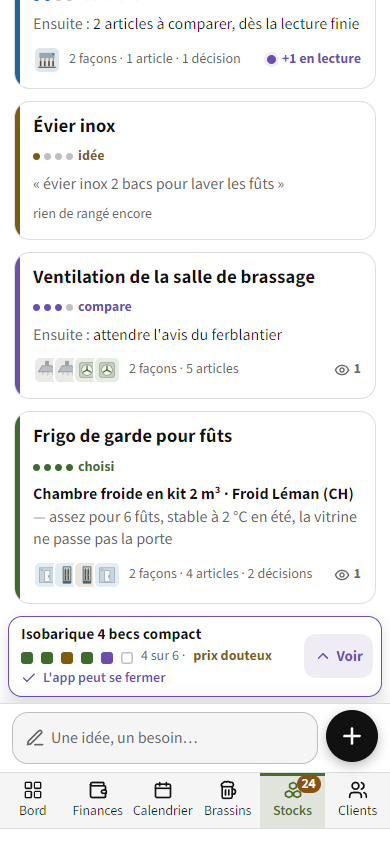 Ensuite : 2 articles à comparer, dès la lecture finie
2 façons · 1 article · 1 décision
+1 en lecture
Évier inox
idée
« évier inox 2 bacs pour laver les fûts »
rien de rangé encore
Ventilation de la salle de brassage
compare
Ensuite : attendre l'avis du ferblantier
2 façons · 5 articles
1
Frigo de garde pour fûts
choisi
Chambre froide en kit 2 m³ · Froid Léman (CH)
— assez pour 6 fûts, stable à 2 °C en été, la vitrine
ne passe pas la porte
2 façons · 4 articles · 2 décisions
1
Isobarique 4 becs compact
4 sur 6 · prix douteux
L'app peut se fermer
Voir
Une idée, un besoin…
24
Bord
Finances
Calendrier
Brassins
Stocks
Clients